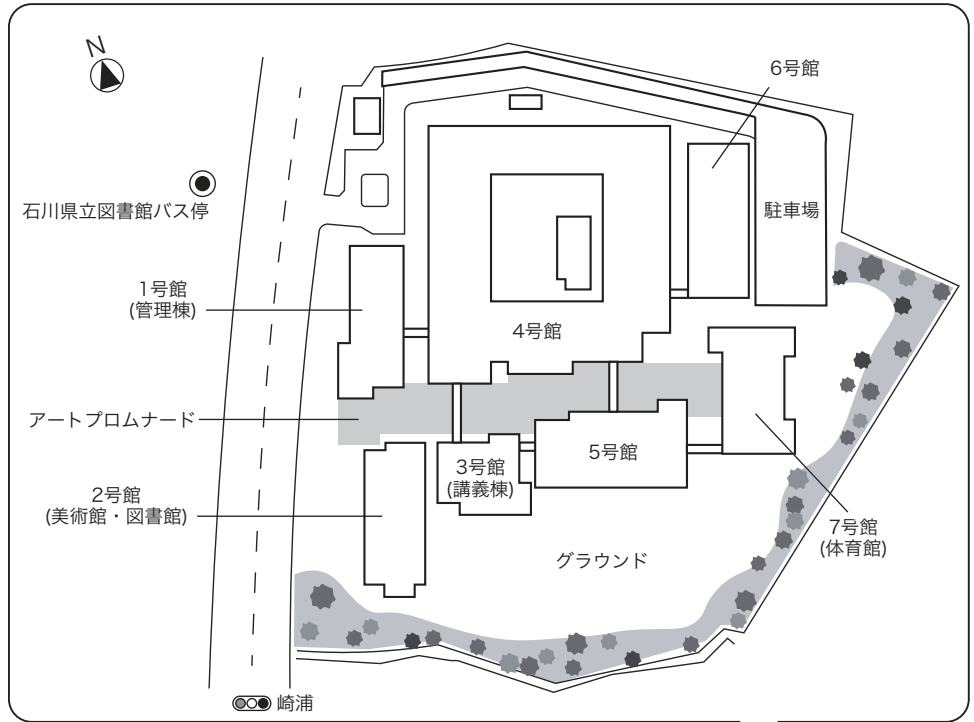 N
6号館
石川県立図書館バス停
駐車場
1号館
(管理棟)
4号館
アートプロムナード
5号館
3号館
(講義棟)
2号館
(美術館・図書館)
7号館
(体育館)
グラウンド
崎浦